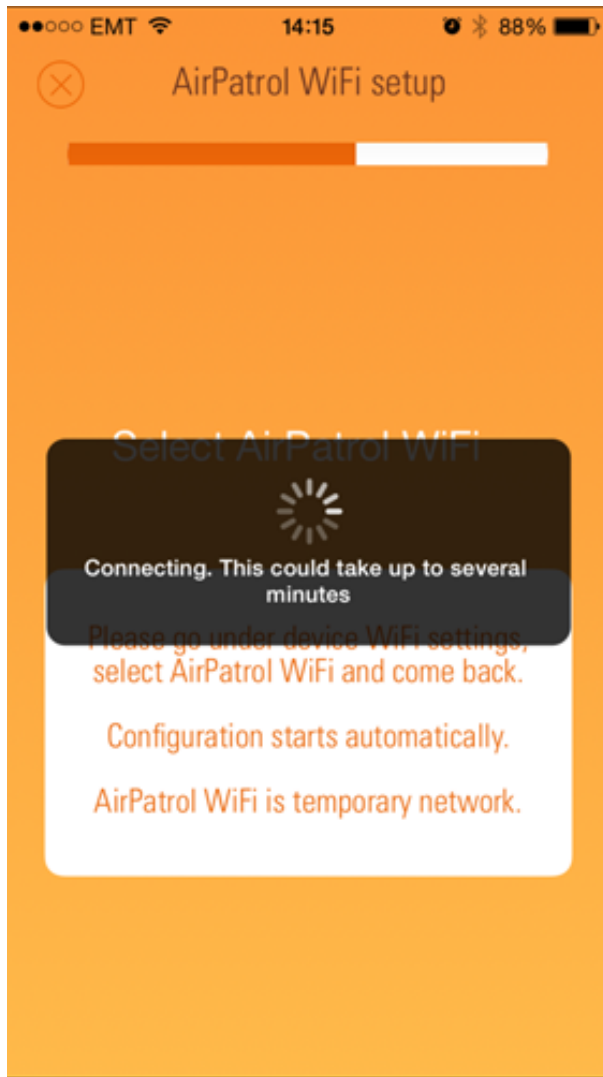 EMT 14:15 88%
AirPatrol WiFi setup
Select AirPatrol WiFi
Connecting. This could take up to several
minutes
Please go under device WiFi settings,
select AirPatrol WiFi and come back.
Configuration starts automatically.
AirPatrol WiFi is temporary network.